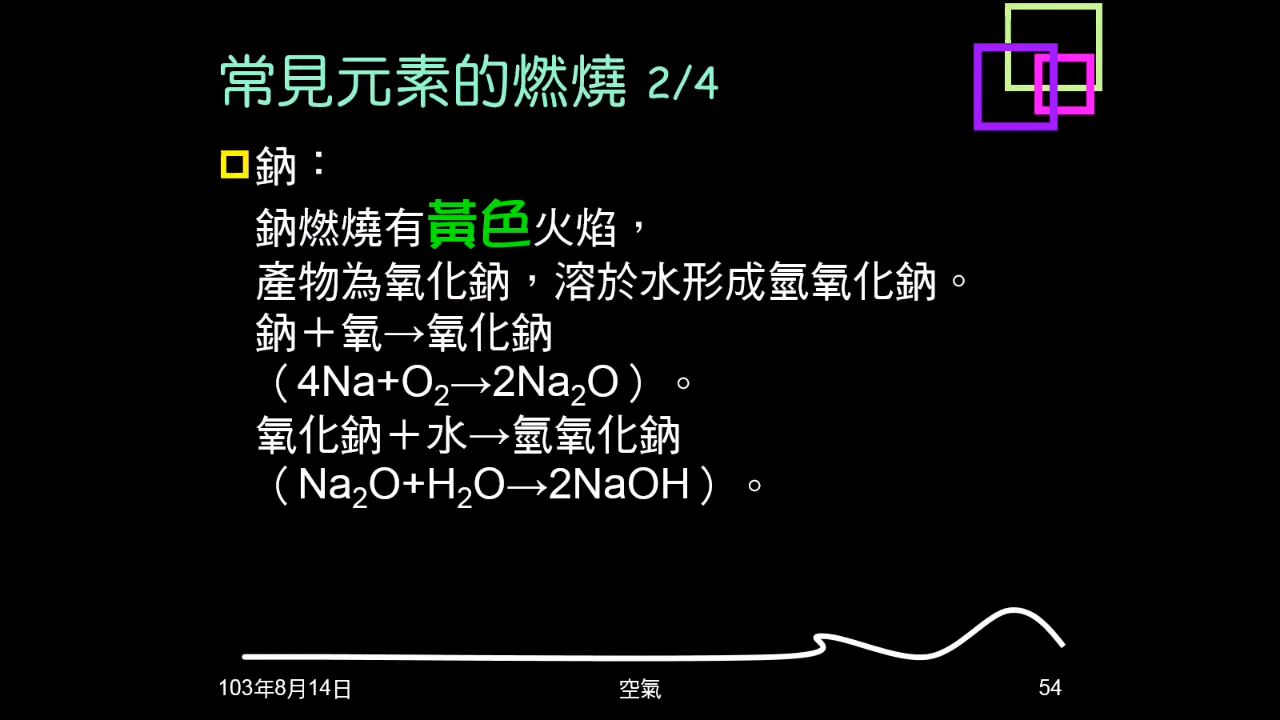 常見元素的燃燒 2/4
鈉：
鈉燃燒有黃色火焰，
產物為氧化鈉，溶於水形成氫氧化鈉。
鈉＋氧→氧化鈉
（4Na+O₂→2Na₂O）。
氧化鈉＋水→氫氧化鈉
（Na₂O+H₂O→2NaOH）。
103年8月14日
空氣
54